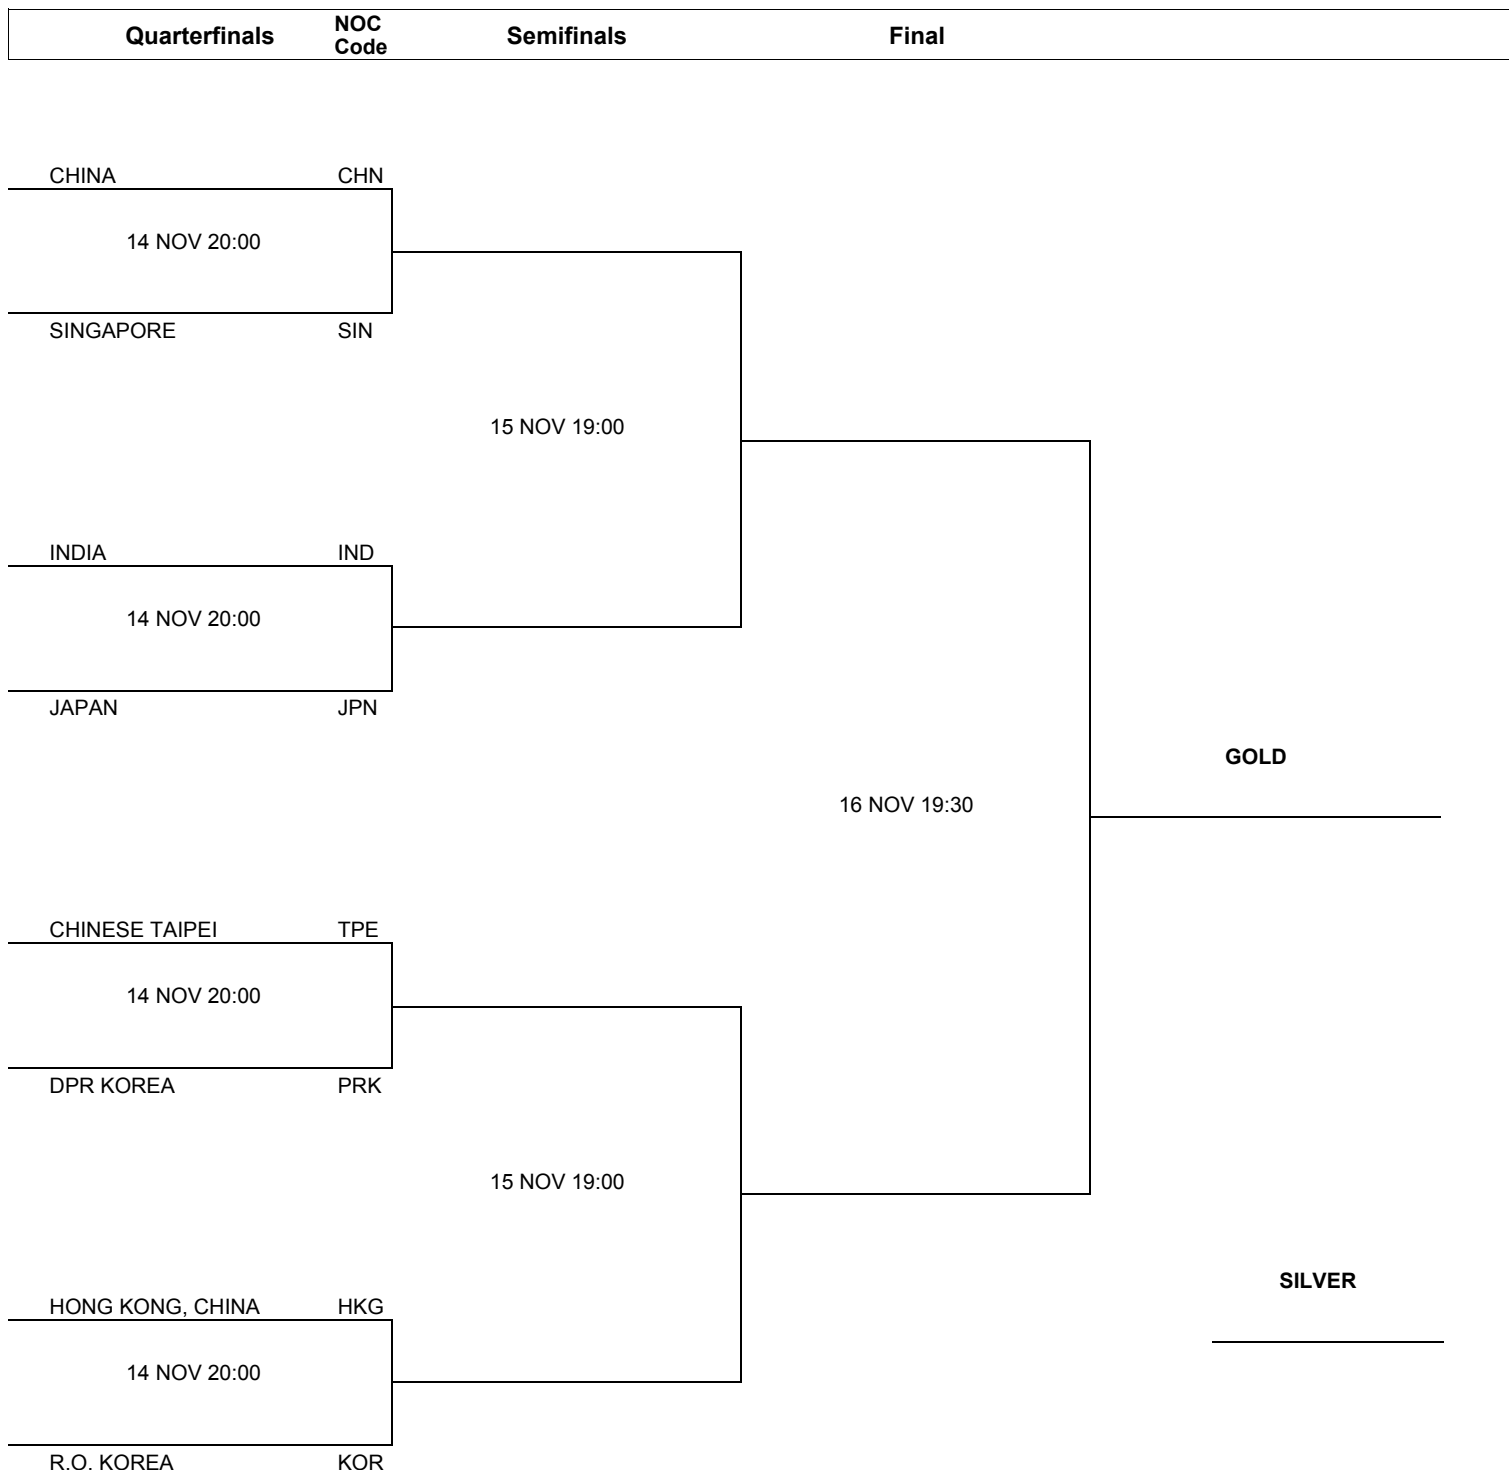 Quarterfinals NOC Code Semifinals Final
CHINA CHN
14 NOV 20:00
SINGAPORE SIN
15 NOV 19:00
INDIA IND
14 NOV 20:00
JAPAN JPN
GOLD
16 NOV 19:30
CHINESE TAIPEI TPE
14 NOV 20:00
DPR KOREA PRK
15 NOV 19:00
SILVER
HONG KONG, CHINA HKG
14 NOV 20:00
R.O. KOREA KOR